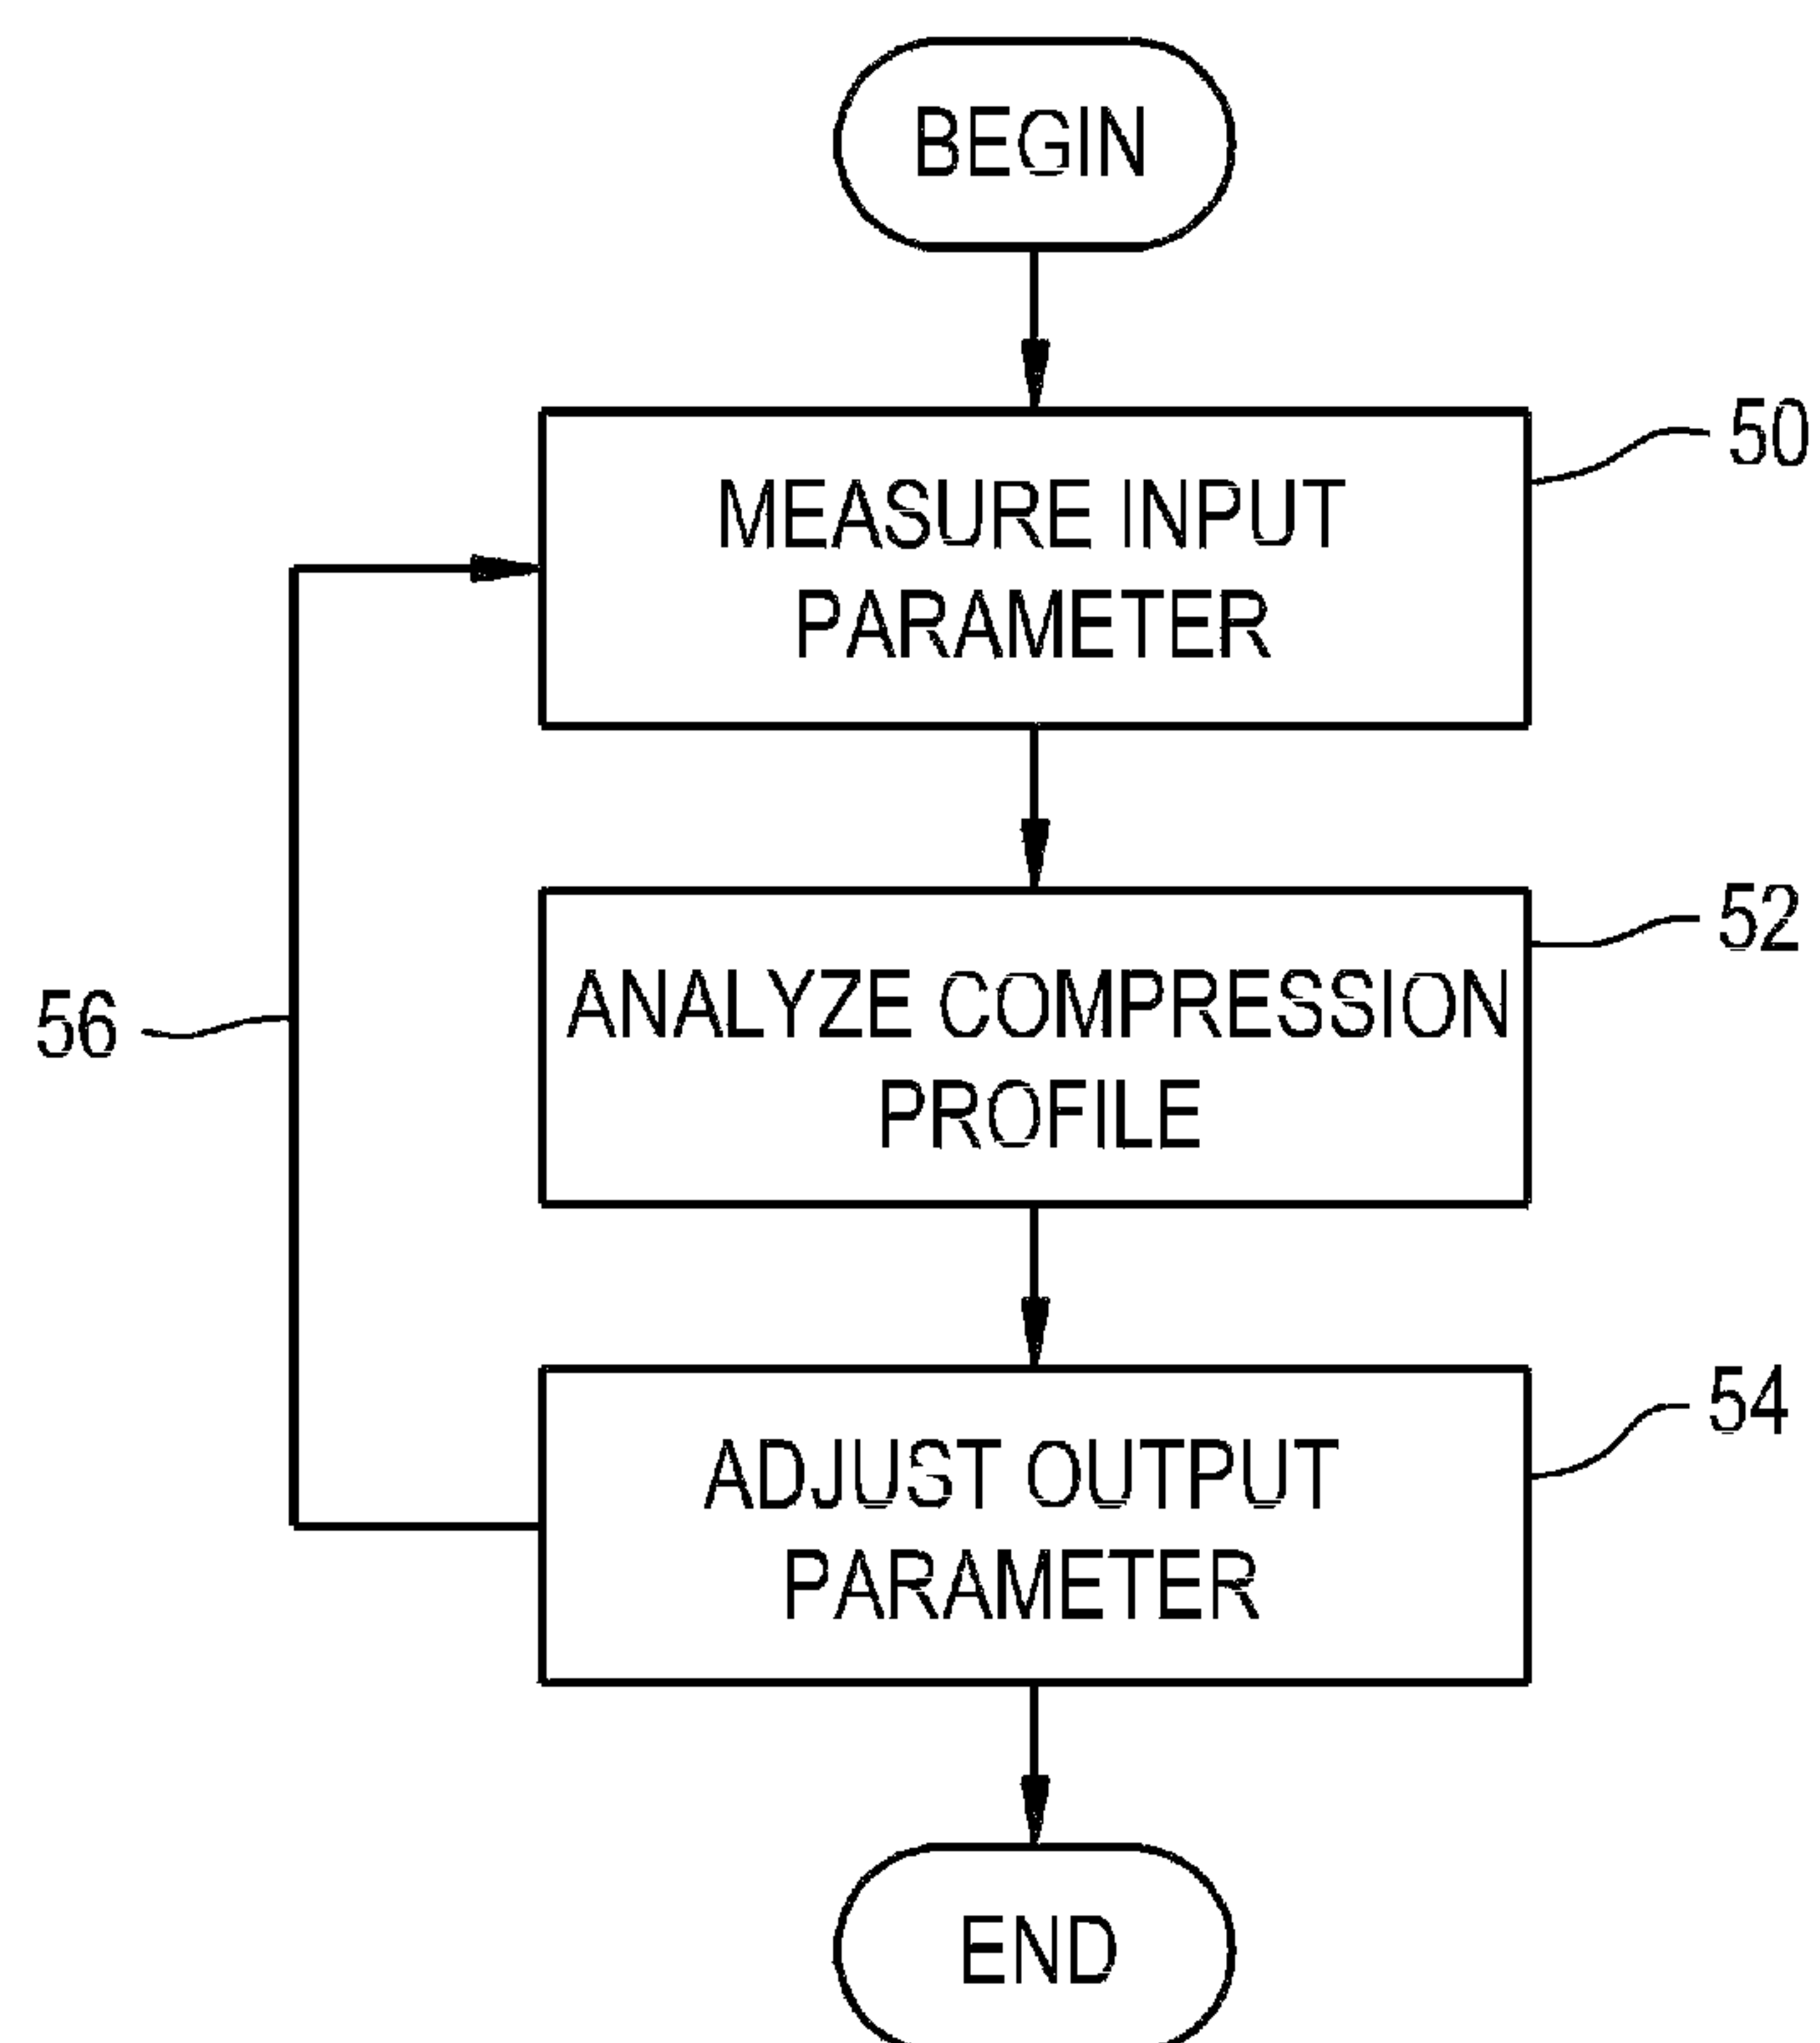 BEGIN
50
MEASURE INPUT
PARAMETER
52
ANALYZE COMPRESSION
PROFILE
56
54
ADJUST OUTPUT
PARAMETER
END